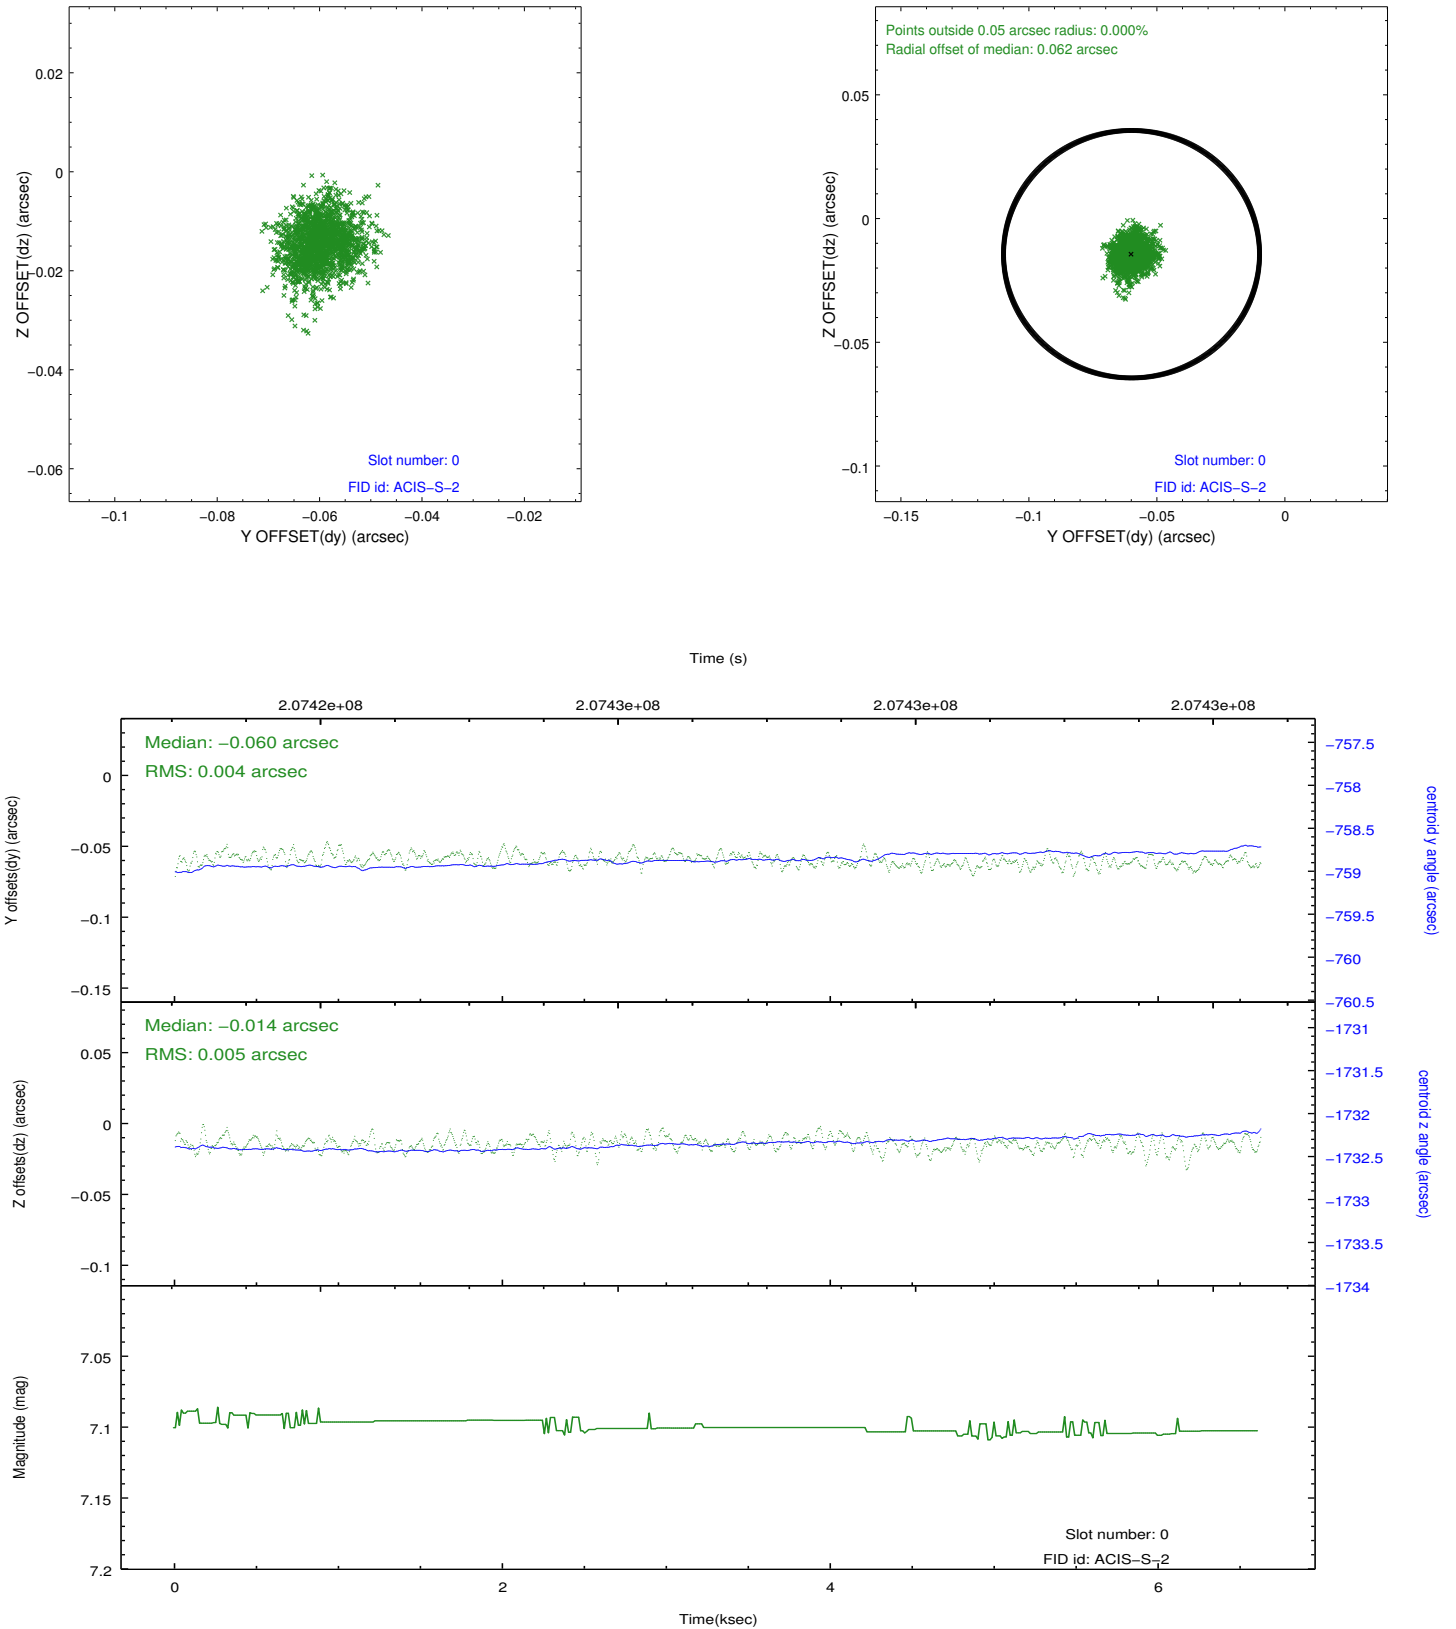 0.02
0
−0.02
−0.04
−0.06
Z OFFSET(dz) (arcsec)
Slot number: 0
FID id: ACIS−S−2
−0.1
−0.08
−0.06
−0.04
−0.02
Y OFFSET(dy) (arcsec)
Points outside 0.05 arcsec radius: 0.000%
Radial offset of median: 0.062 arcsec
0.05
0
−0.05
−0.1
Z OFFSET(dz) (arcsec)
Slot number: 0
FID id: ACIS−S−2
−0.15
−0.1
−0.05
0
Y OFFSET(dy) (arcsec)
Time (s)
2.0742e+08
2.0743e+08
2.0743e+08
2.0743e+08
Median: −0.060 arcsec
RMS: 0.004 arcsec
0
−0.05
−0.1
−0.15
Y offsets(dy) (arcsec)
−757.5
−758
−758.5
−759
−759.5
−760
−760.5
centroid y angle (arcsec)
Median: −0.014 arcsec
RMS: 0.005 arcsec
0.05
0
−0.05
−0.1
Z offsets(dz) (arcsec)
−1731
−1731.5
−1732
−1732.5
−1733
−1733.5
−1734
centroid z angle (arcsec)
7.05
7.1
7.15
7.2
Magnitude (mag)
Slot number: 0
FID id: ACIS−S−2
0
2
4
6
Time(ksec)